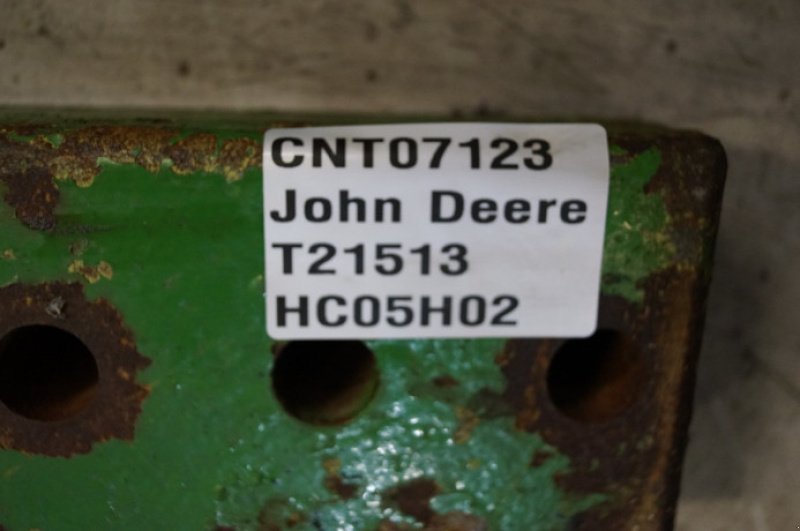 CNT07123
John Deere
T21513
HC05H02